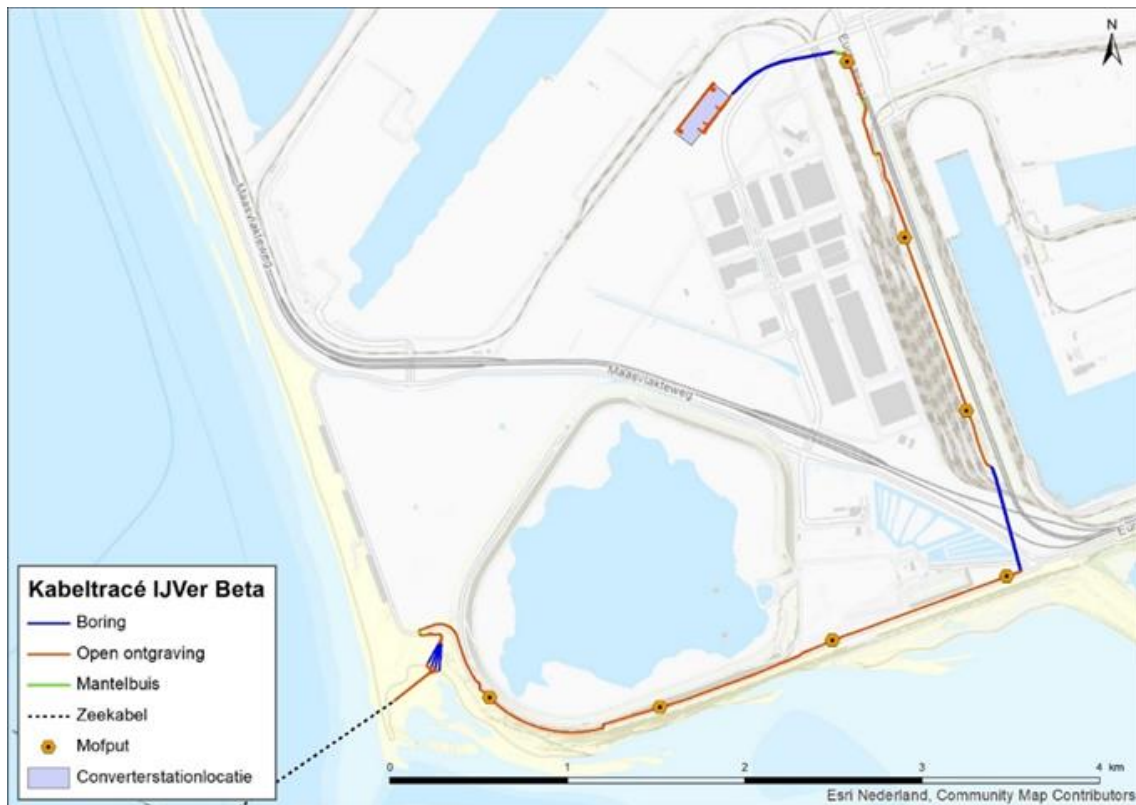 N
Maasvlakteweg
Maasvlakteweg
Kabeltracé IJVer Beta
Boring
Open ontgraving
Mantelbuis
Zeekabel
Mofput
Converterstationlocatie
0 1 2 3 4 km
Esri Nederland, Community Map Contributors